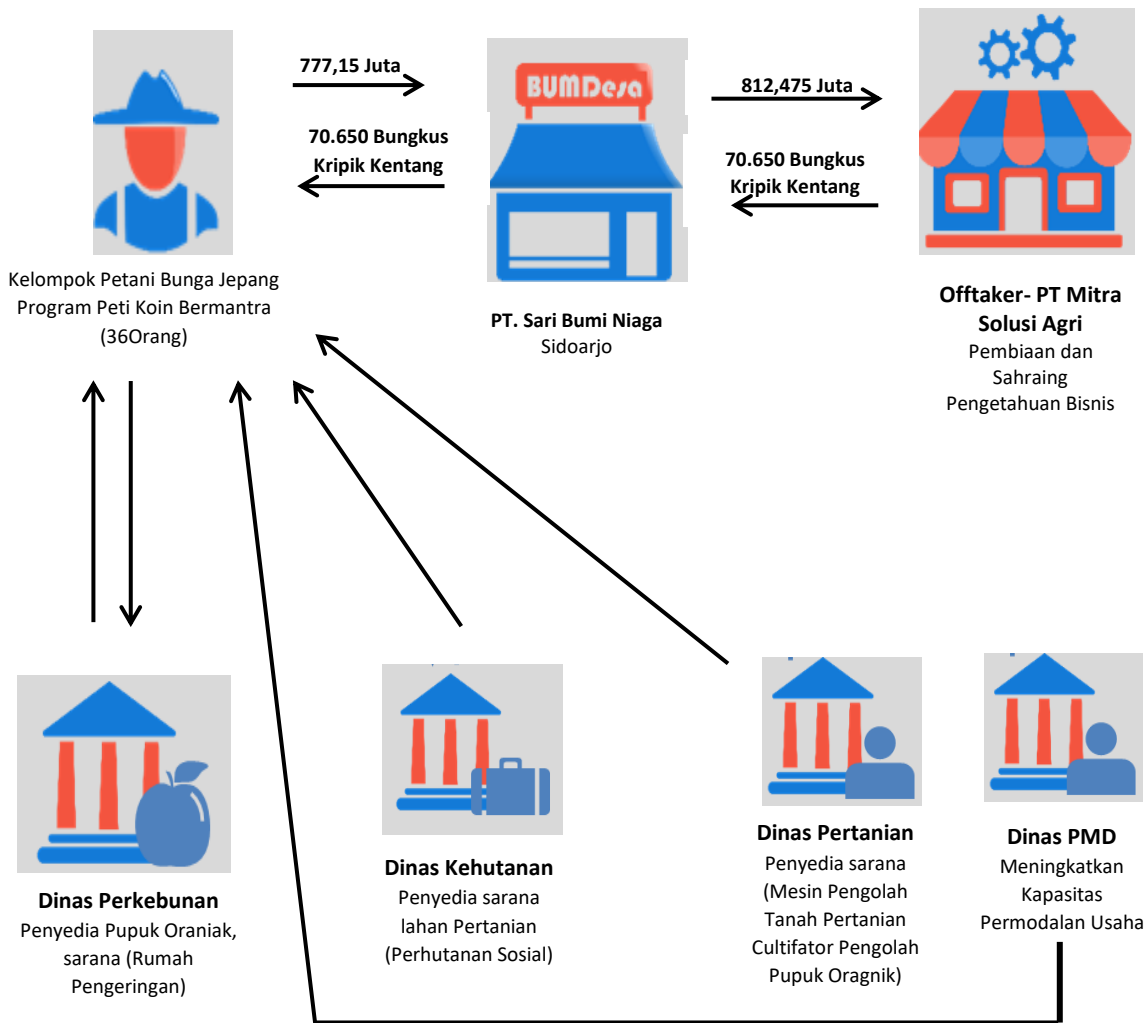 777,15 Juta
70.650 Bungkus
Kripik Kentang
BUMDesa
812,475 Juta
70.650 Bungkus
Kripik Kentang
Kelompok Petani Bunga Jepang
Program Peti Koin Bermantra
(36Orang)
PT. Sari Bumi Niaga
Sidoarjo
Offtaker- PT Mitra
Solusi Agri
Pembiaan dan
Sahraing
Pengetahuan Bisnis
Dinas Perkebunan
Penyedia Pupuk Oraniak,
sarana (Rumah
Pengeringan)
Dinas Kehutanan
Penyedia sarana
lahan Pertanian
(Perhutanan Sosial)
Dinas Pertanian
Penyedia sarana
(Mesin Pengolah
Tanah Pertanian
Cultifator Pengolah
Pupuk Oragnik)
Dinas PMD
Meningkatkan
Kapasitas
Permodalan Usaha